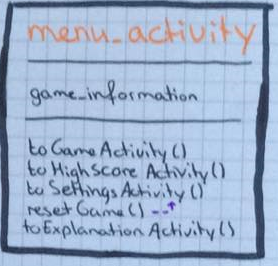 menu_activity
game_information
to Game Activity ()
to High Score Activity ()
to Settings Activity ()
reset Game ()
to Explanation Activity ()